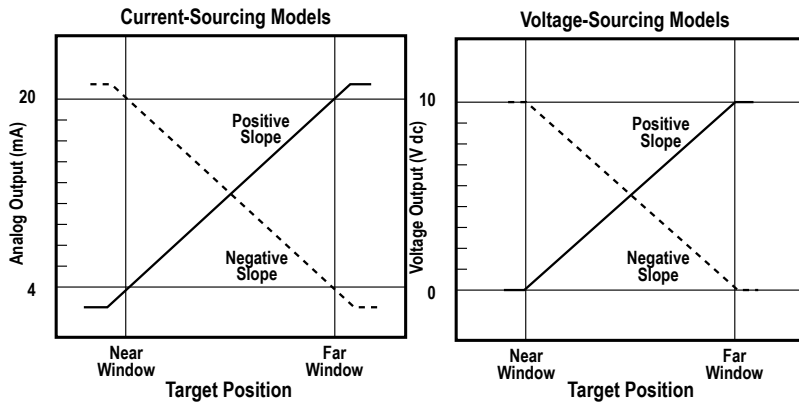 Current-Sourcing Models
Analog Output (mA)
20
4
Positive
Slope
Negative
Slope
Near
Window
Far
Window
Target Position
Voltage-Sourcing Models
Voltage Output (V dc)
10
0
Positive
Slope
Negative
Slope
Near
Window
Far
Window
Target Position